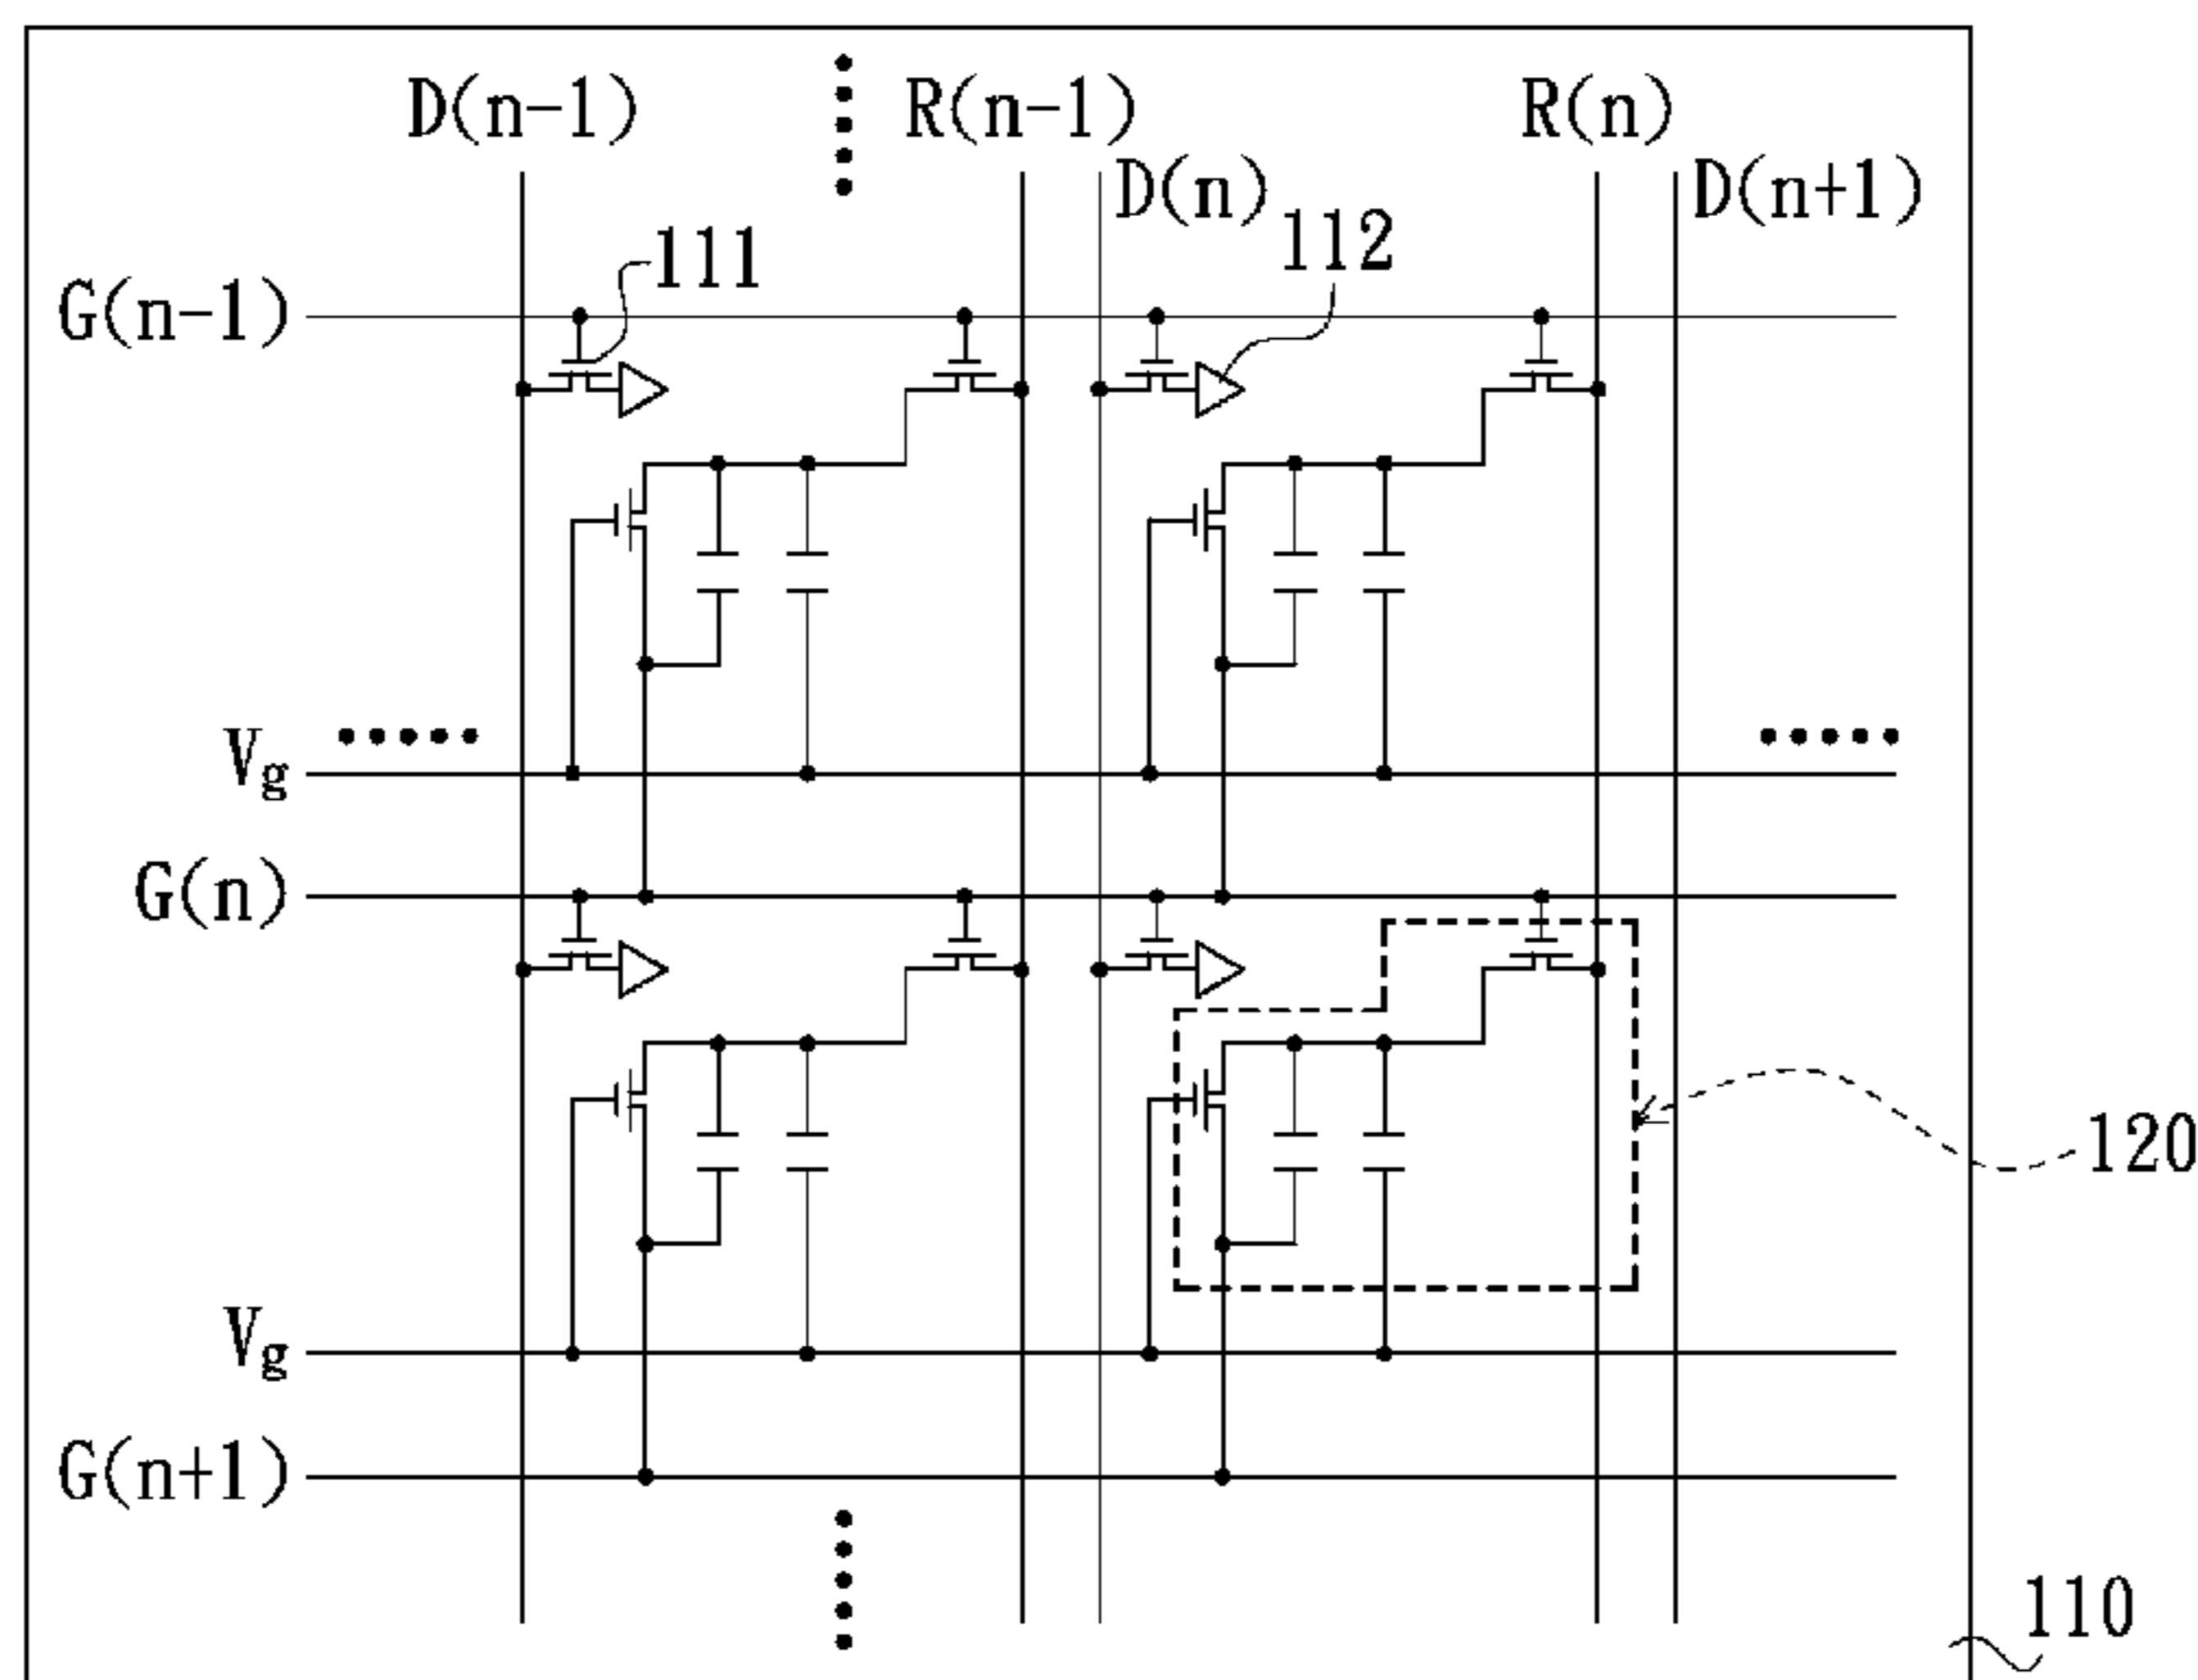 D(n-1)
R(n-1)
R(n)
D(n)
D(n+1)
111
112
G(n-1)
Vg
G(n)
120
Vg
G(n+1)
110